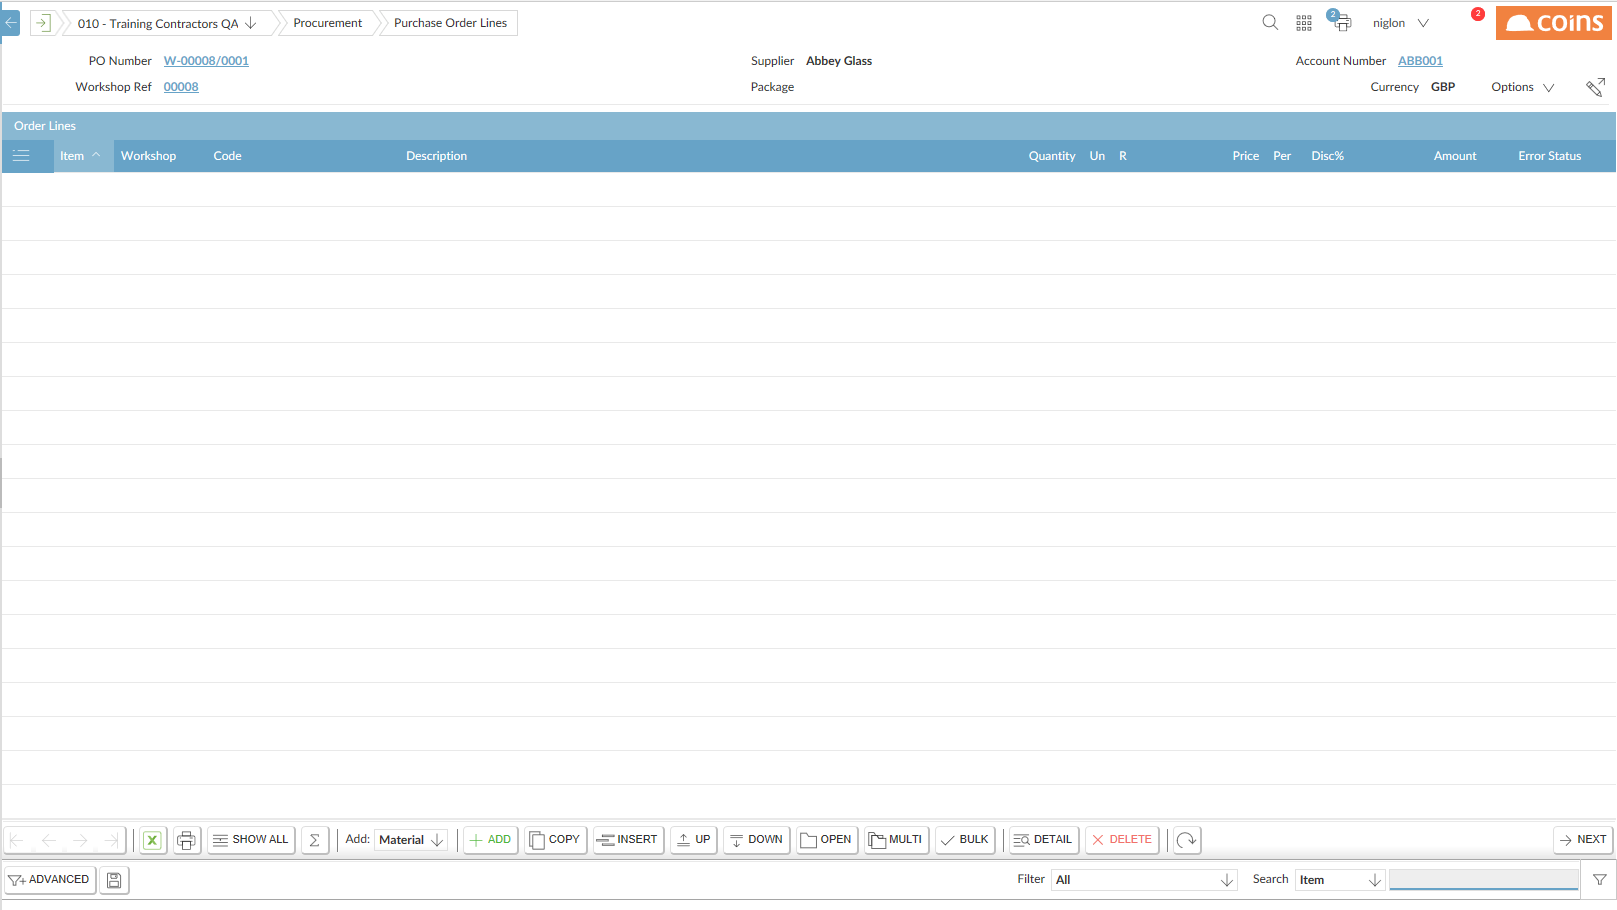 010 - Training Contractors QA Procurement Purchase Order Lines 2 niglon 2 coins
PO Number W-00008/0001 Supplier Abbey Glass Account Number ABB001
Workshop Ref 00008 Package Currency GBP Options
Order Lines
Item Workshop Code Description Quantity Un R Price Per Disc% Amount Error Status
X SHOW ALL Σ Add: Material ADD COPY INSERT UP DOWN OPEN MULTI BULK DETAIL DELETE NEXT
ADVANCED Filter All Search Item